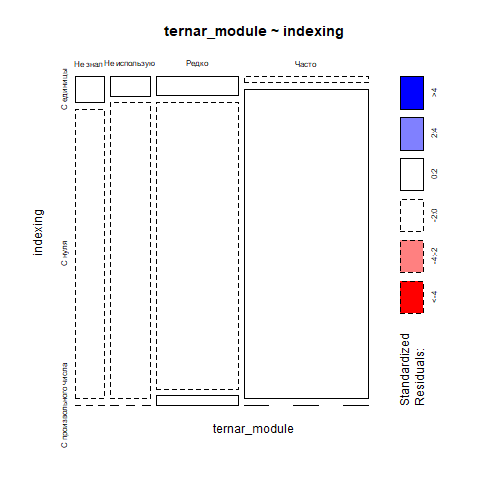 ternar_module ~ indexing
Не знал Не использую Редко Часто
С единицы
С нуля
С произвольного числа
indexing
ternar_module
>4
2:4
0:2
-2:0
-4:-2
<-4
Standardized
Residuals: